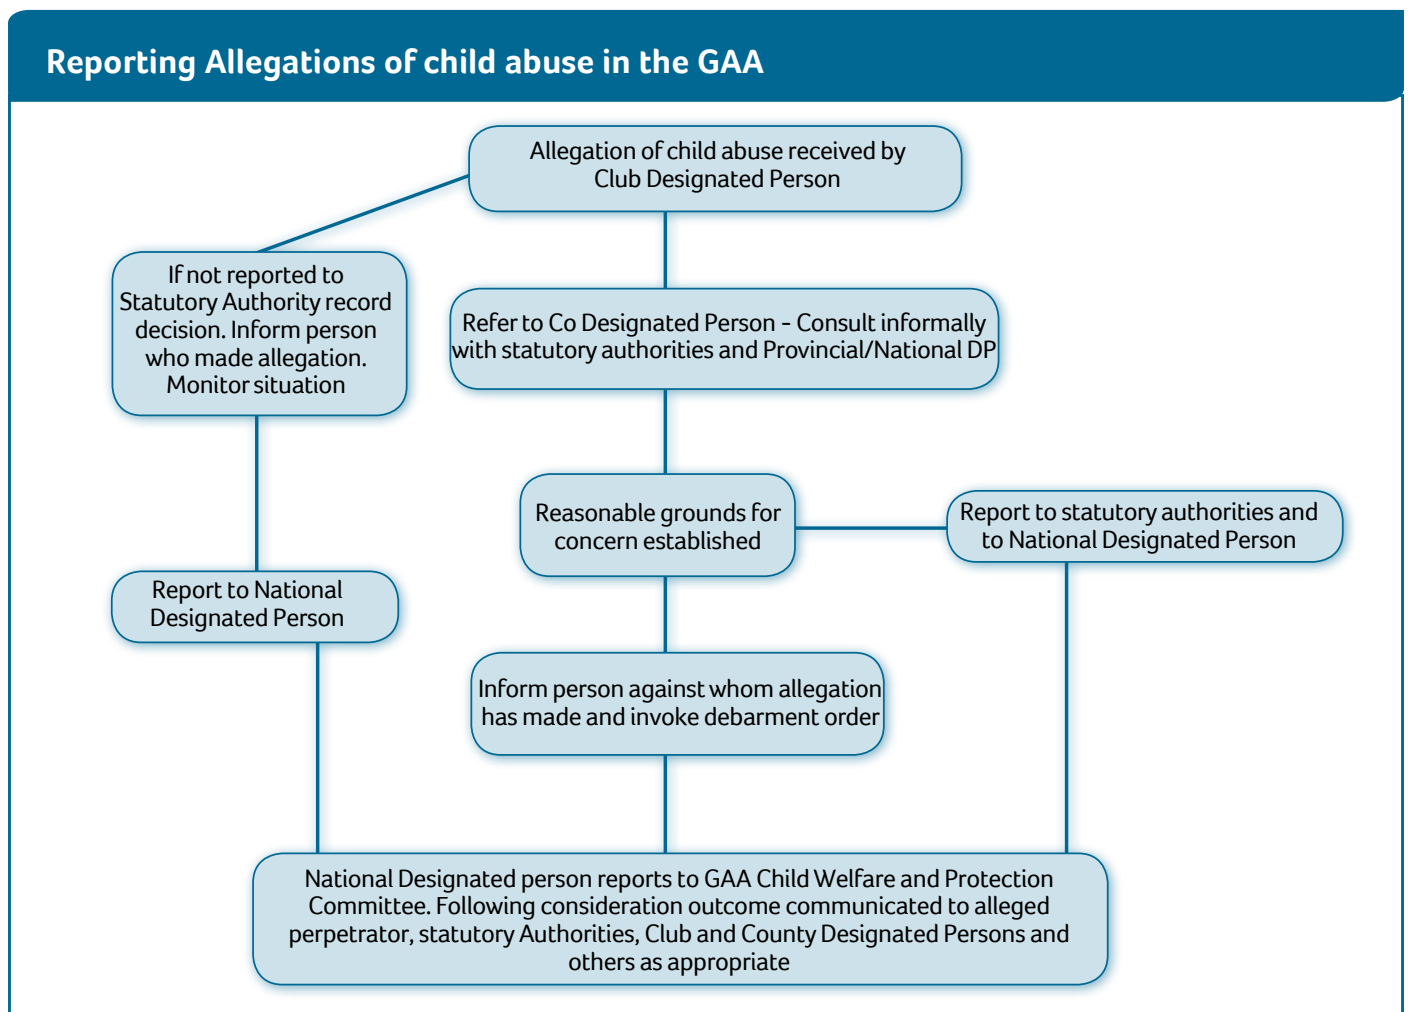 Reporting Allegations of child abuse in the GAA
Allegation of child abuse received by
Club Designated Person
If not reported to
Statutory Authority record
decision. Inform person
who made allegation.
Monitor situation
Refer to Co Designated Person - Consult informally
with statutory authorities and Provincial/National DP
Reasonable grounds for
concern established
Report to statutory authorities and
to National Designated Person
Report to National
Designated Person
Inform person against whom allegation
has made and invoke debarment order
National Designated person reports to GAA Child Welfare and Protection
Committee. Following consideration outcome communicated to alleged
perpetrator, statutory Authorities, Club and County Designated Persons and
others as appropriate